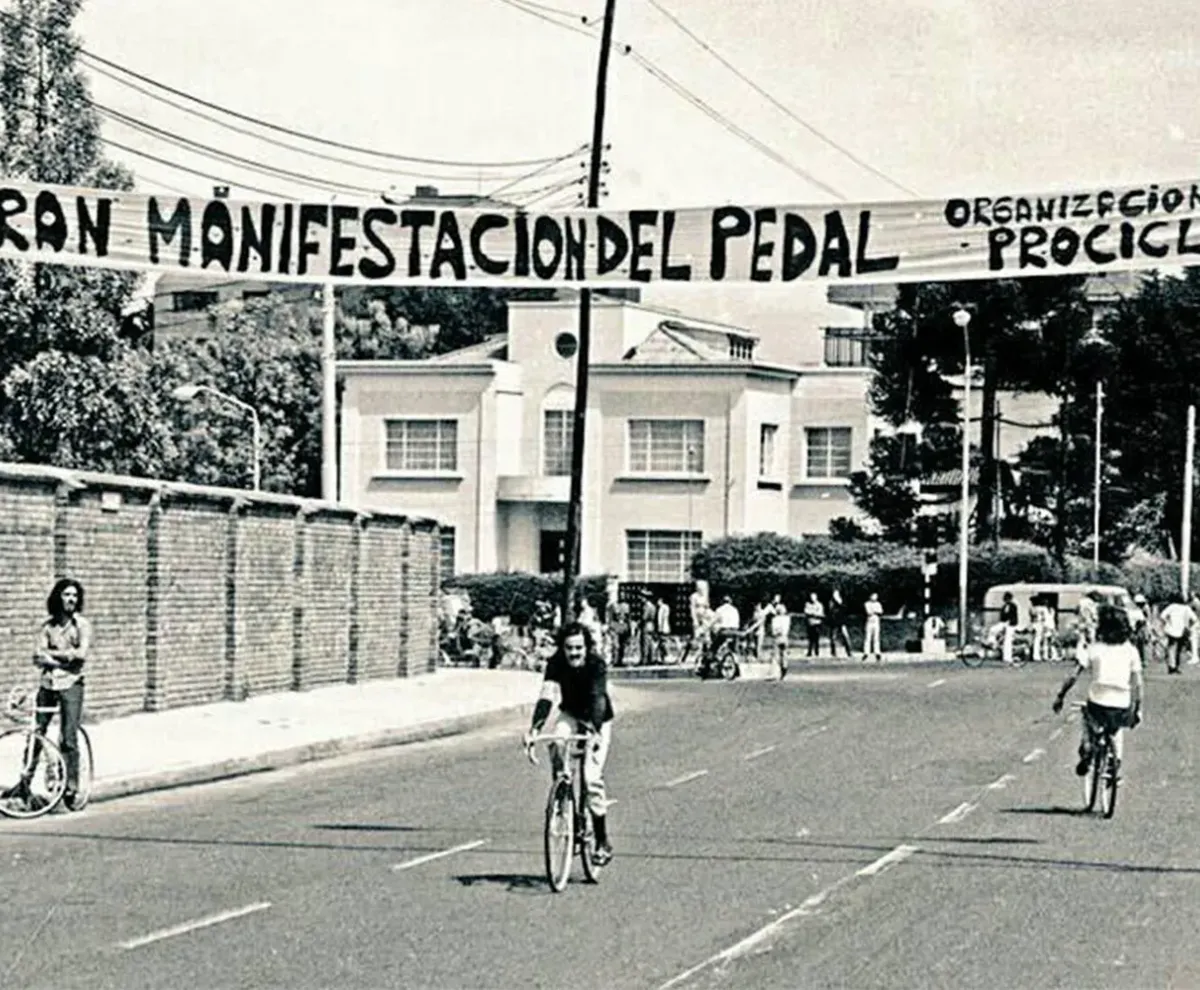 RAN MANIFESTACION DEL PEDAL
ORGANIZACION
PROCICL